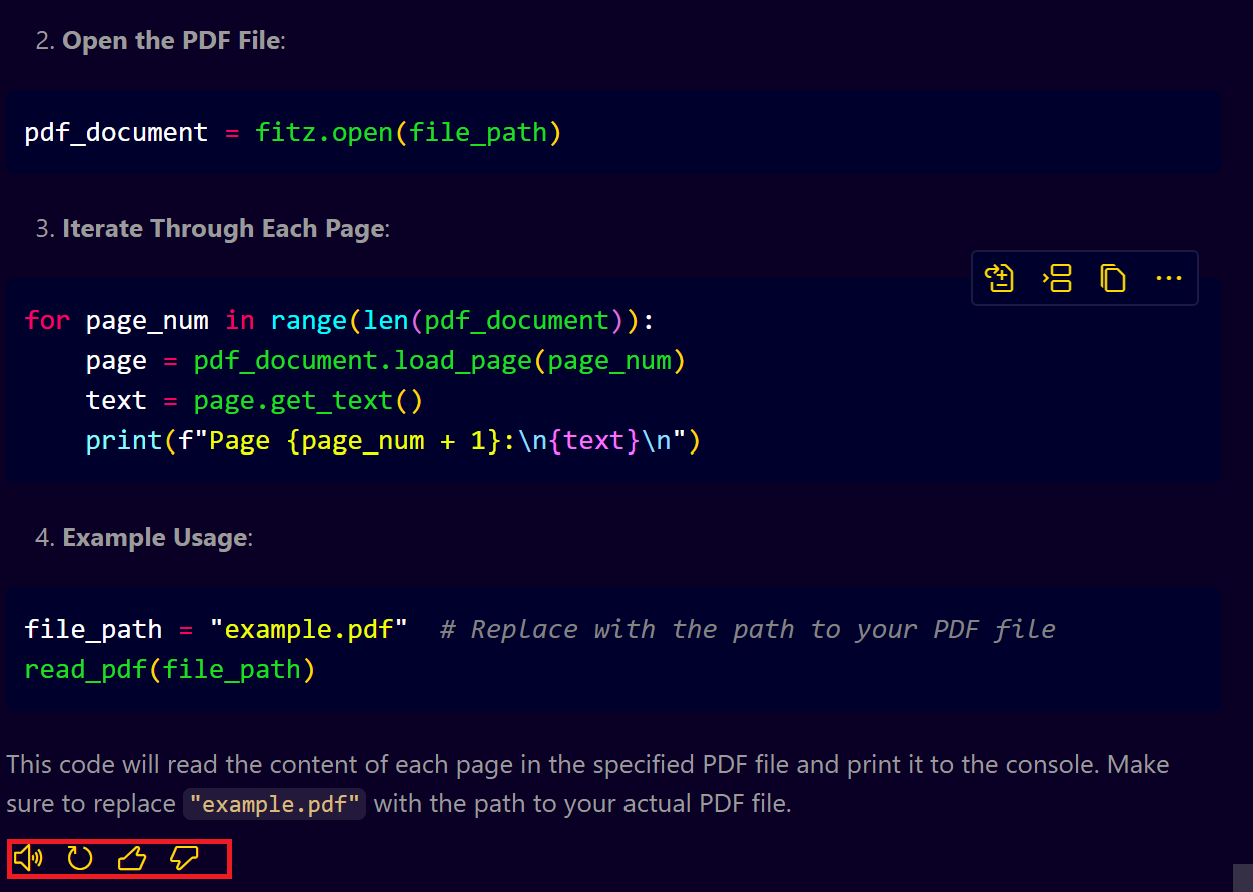 2. Open the PDF File:
pdf_document = fitz.open(file_path)
3. Iterate Through Each Page:
for page_num in range(len(pdf_document)):
    page = pdf_document.load_page(page_num)
    text = page.get_text()
    print(f"Page {page_num + 1}:\n{text}\n")
4. Example Usage:
file_path = "example.pdf"  # Replace with the path to your PDF file
read_pdf(file_path)
This code will read the content of each page in the specified PDF file and print it to the console. Make
sure to replace "example.pdf" with the path to your actual PDF file.